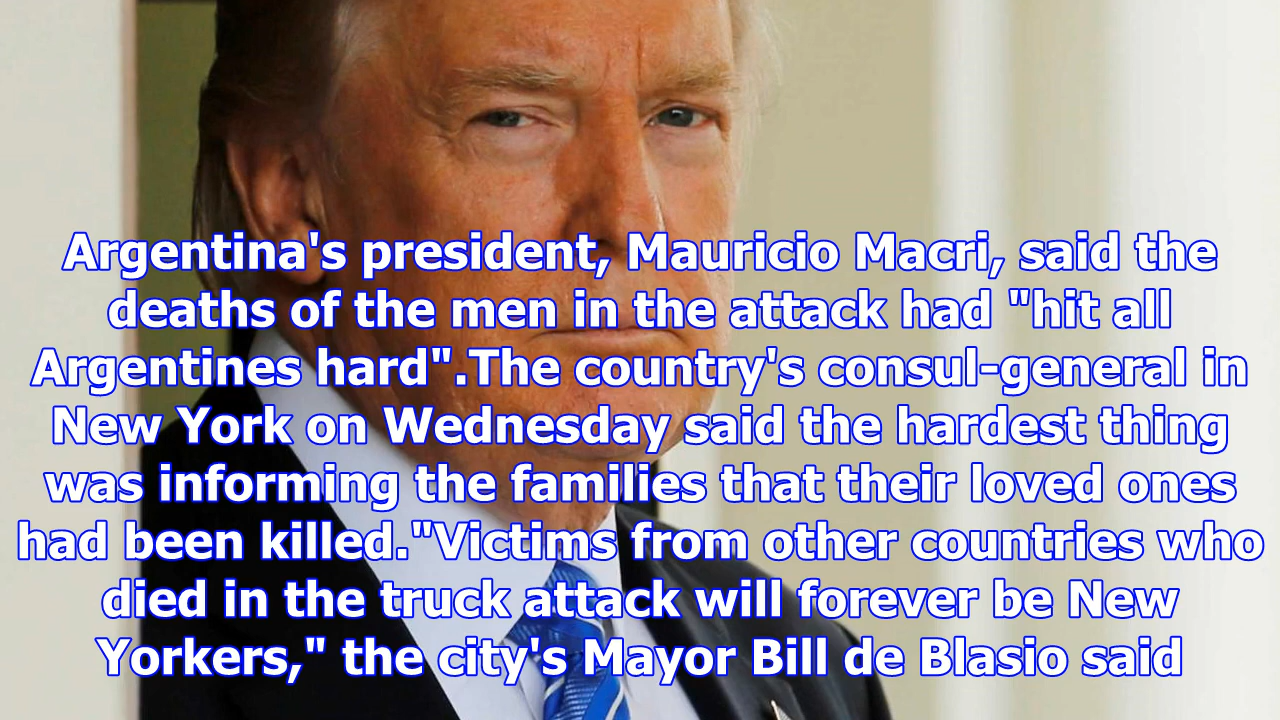 Argentina's president, Mauricio Macri, said the
deaths of the men in the attack had "hit all
Argentines hard".The country's consul-general in
New York on Wednesday said the hardest thing
was informing the families that their loved ones
had been killed."Victims from other countries who
died in the truck attack will forever be New
Yorkers," the city's Mayor Bill de Blasio said